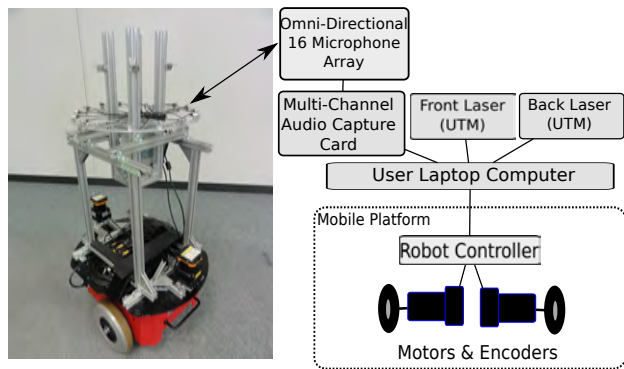 Omni-Directional
16 Microphone
Array
Multi-Channel
Audio Capture
Card
Front Laser
(UTM)
Back Laser
(UTM)
User Laptop Computer
Mobile Platform
Robot Controller
Motors & Encoders